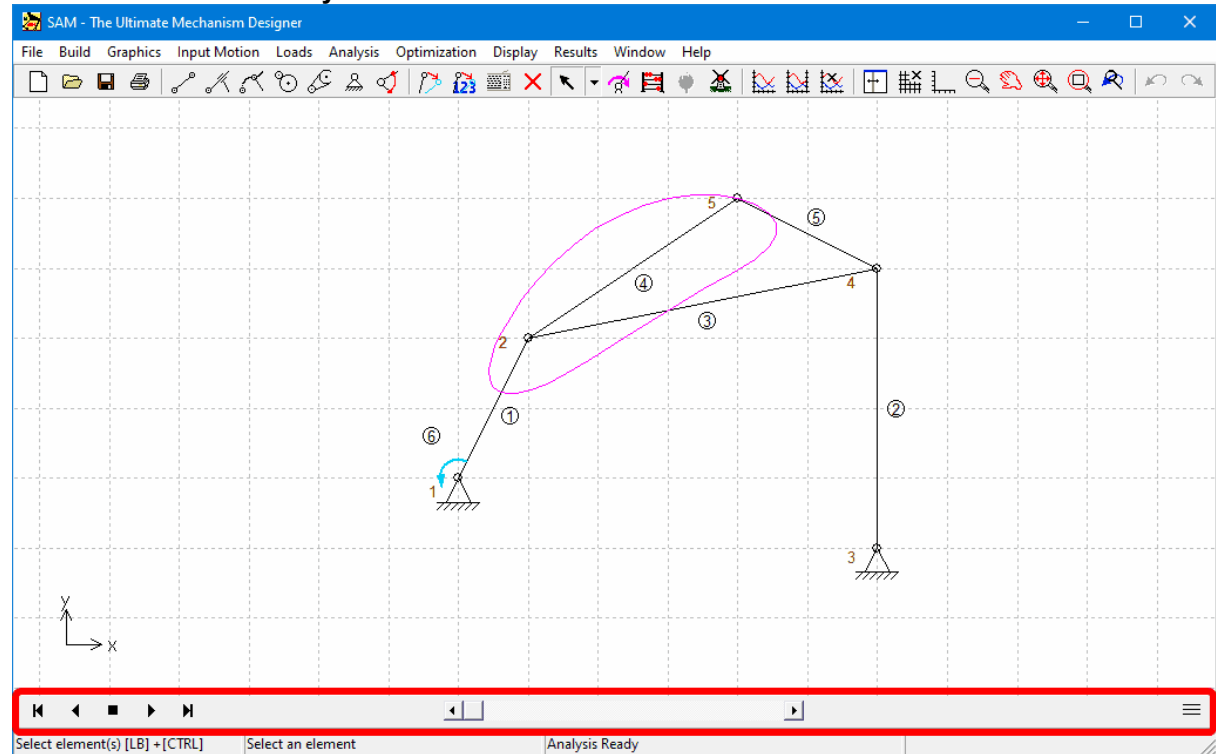 SAM - The Ultimate Mechanism Designer
File Build Graphics Input Motion Loads Analysis Optimization Display Results Window Help
123
5
⑤
④
4
③
2
①
②
⑥
1
3
y
x
Select element(s) [LB] +[CTRL] Select an element Analysis Ready